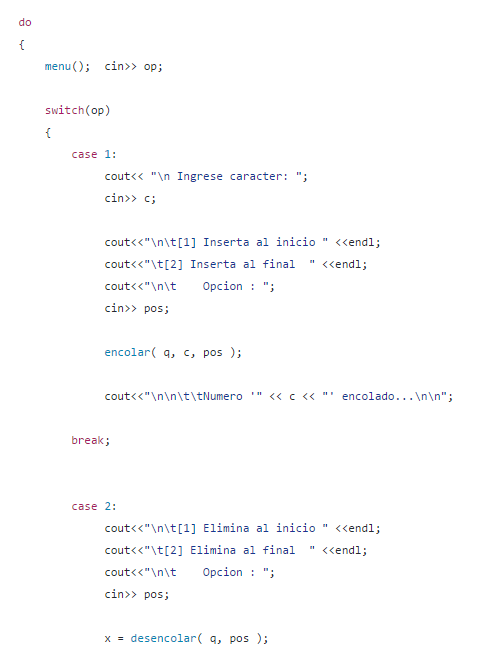 do
{
    menu();  cin>> op;

    switch(op)
    {
        case 1:
             cout<< "\n Ingrese caracter: ";
             cin>> c;

             cout<<"\n\t[1] Inserta al inicio " <<endl;
             cout<<"\t[2] Inserta al final  " <<endl;
             cout<<"\n\t    Opcion : ";
             cin>> pos;

             encolar( q, c, pos );

             cout<<"\n\n\t\tNumero '" << c << "' encolado...\n\n";

        break;


        case 2:
             cout<<"\n\t[1] Elimina al inicio " <<endl;
             cout<<"\t[2] Elimina al final  " <<endl;
             cout<<"\n\t    Opcion : ";
             cin>> pos;

             x = desencolar( q, pos );